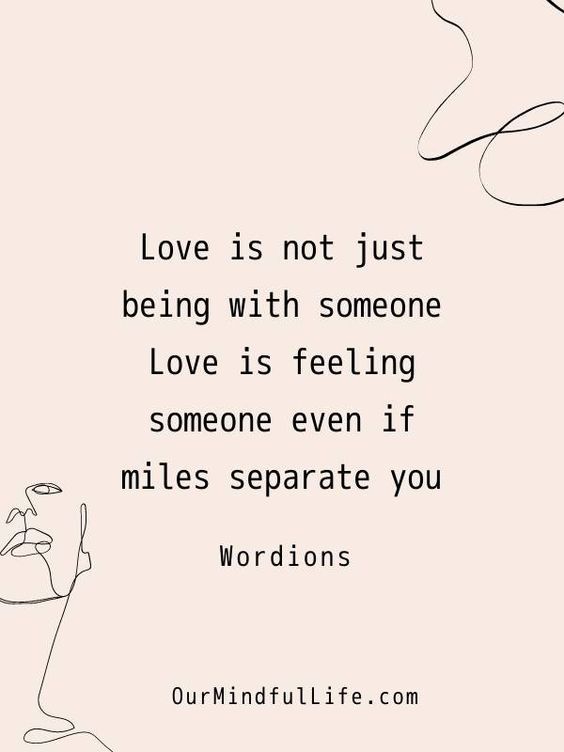 Love is not just
being with someone
Love is feeling
someone even if
miles separate you
Wordions
OurMindfulLife.com